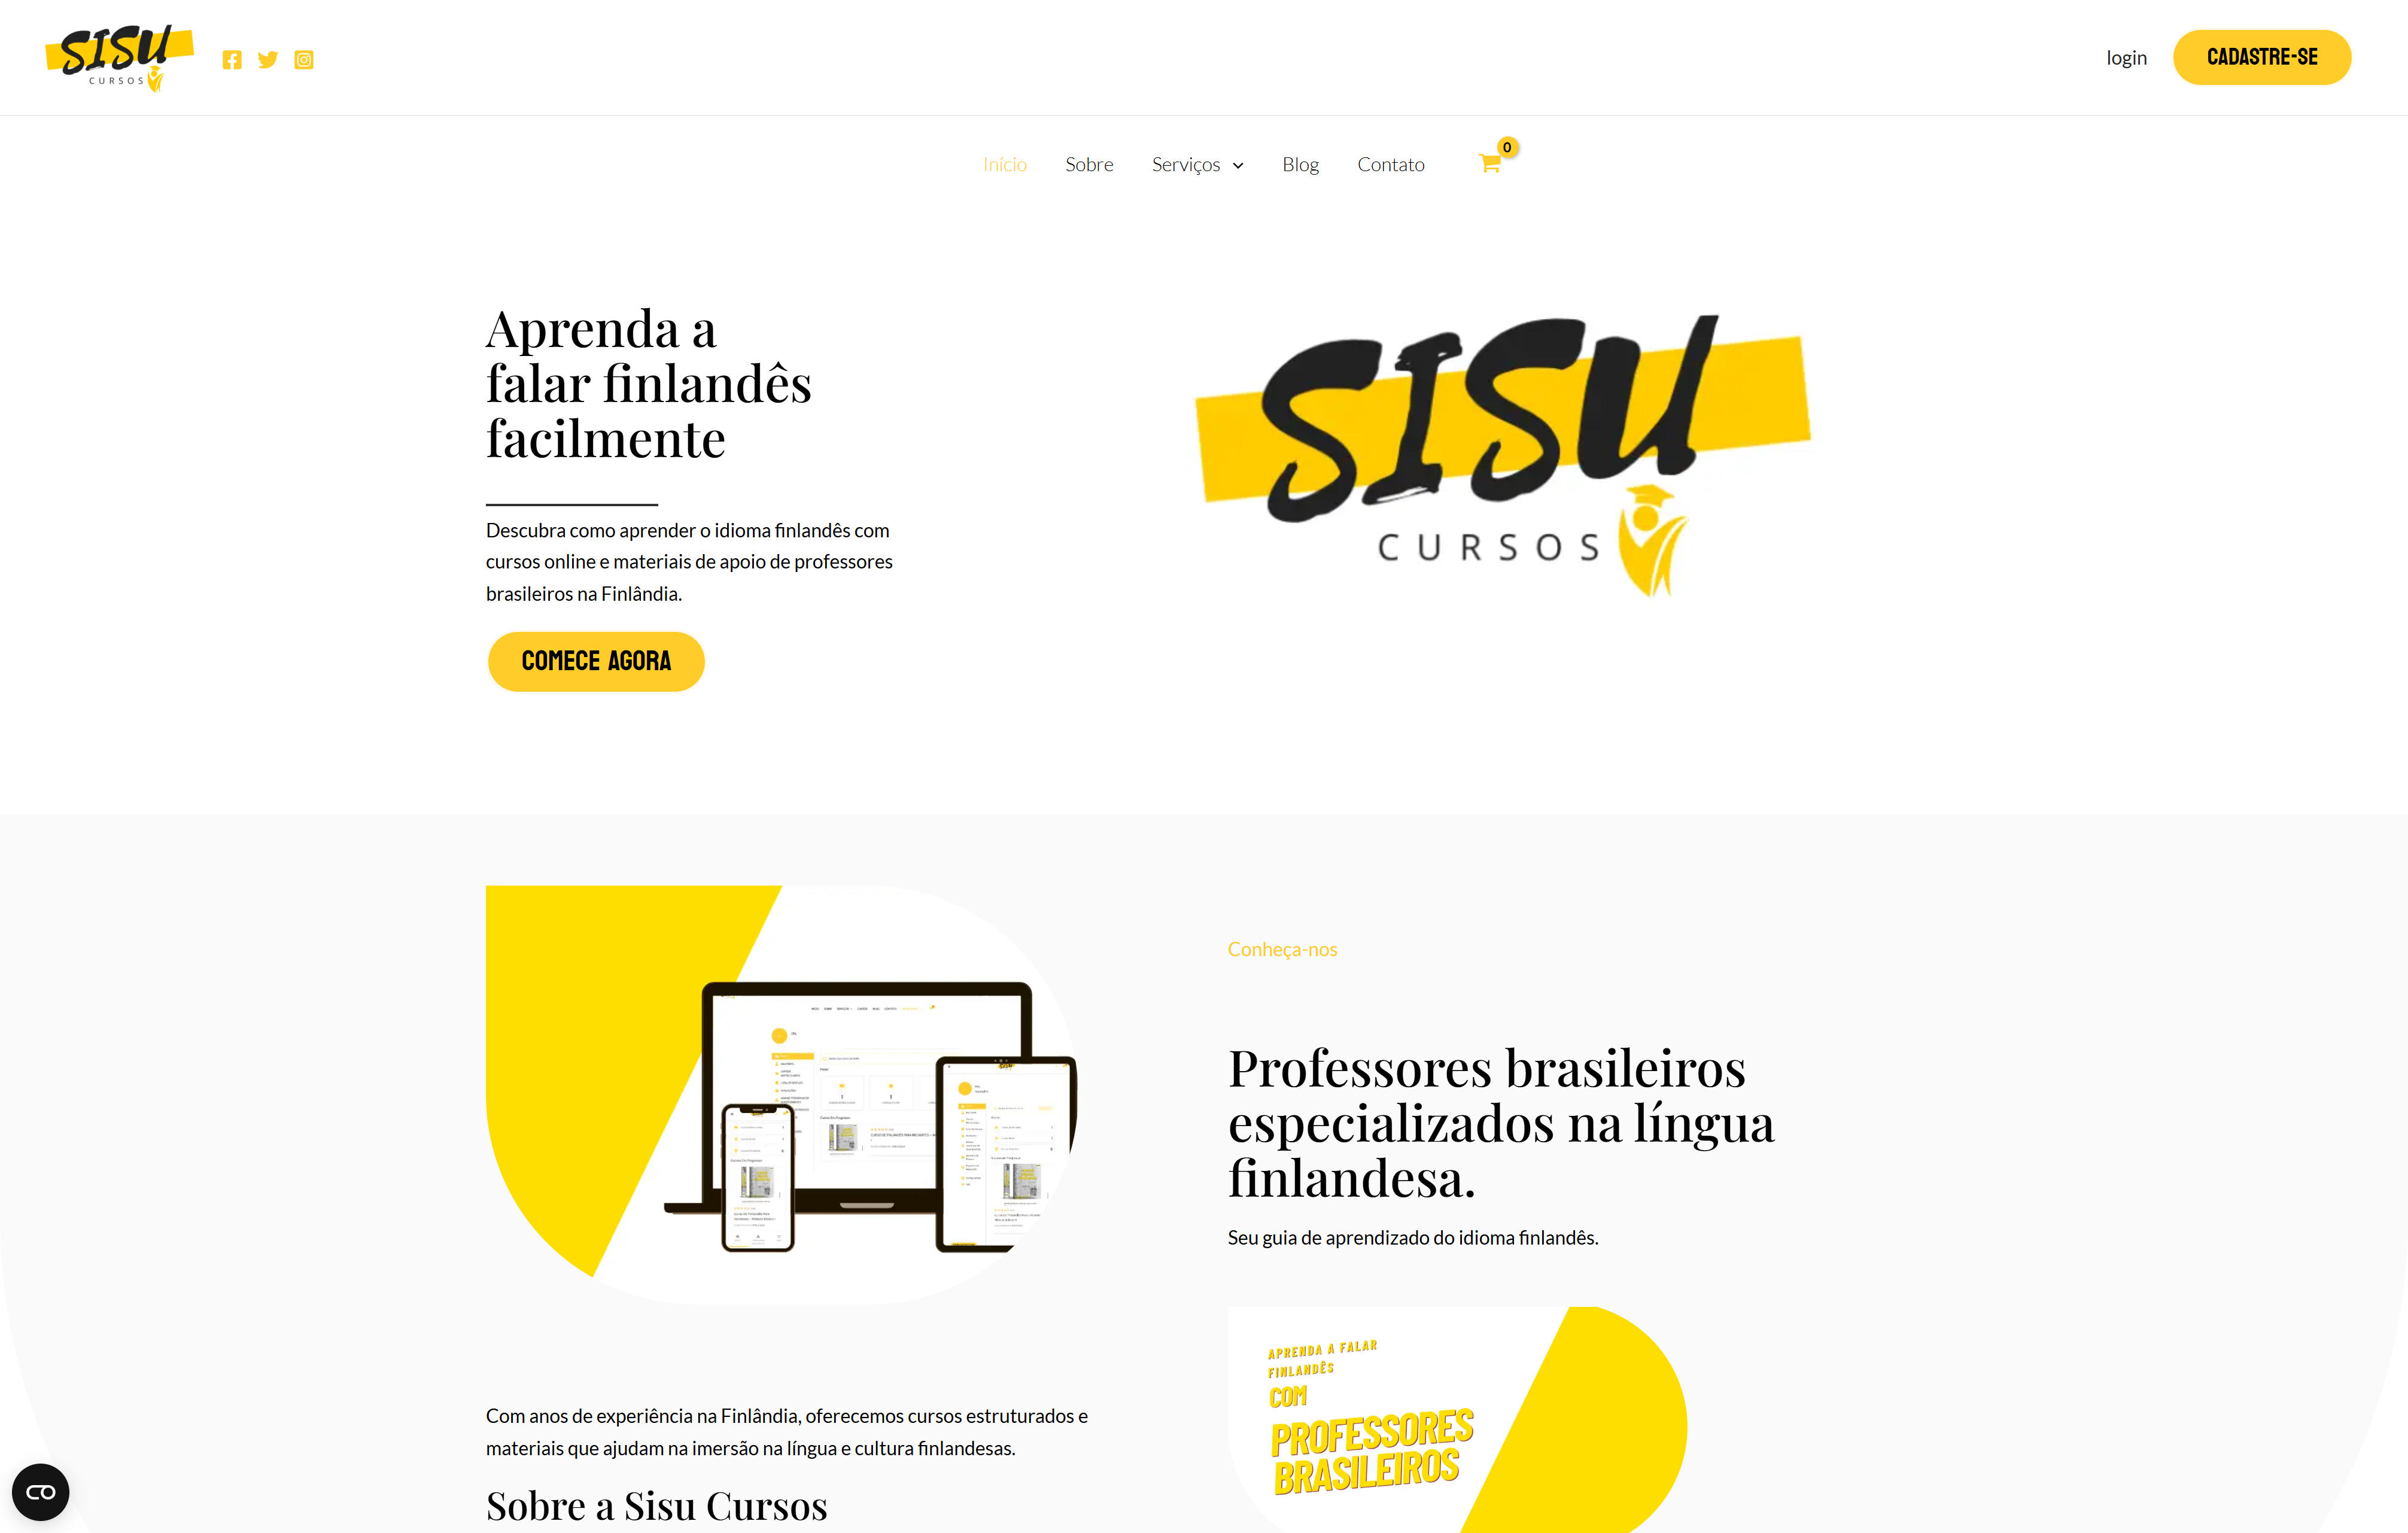 SISU
CURSOS
login
CADASTRE-SE
Início
Sobre
Serviços
Blog
Contato
0
Aprenda a
falar finlandês
facilmente
SISU
CURSOS
Descubra como aprender o idioma finlandês com
cursos online e materiais de apoio de professores
brasileiros na Finlândia.
COMECE AGORA
Conheça-nos
Professores brasileiros
especializados na língua
finlandesa.
Seu guia de aprendizado do idioma finlandês.
APRENDA A FALAR
FINLANDÊS
COM
PROFESSORES
BRASILEIROS
Com anos de experiência na Finlândia, oferecemos cursos estruturados e
materiais que ajudam na imersão na língua e cultura finlandesas.
Sobre a Sisu Cursos